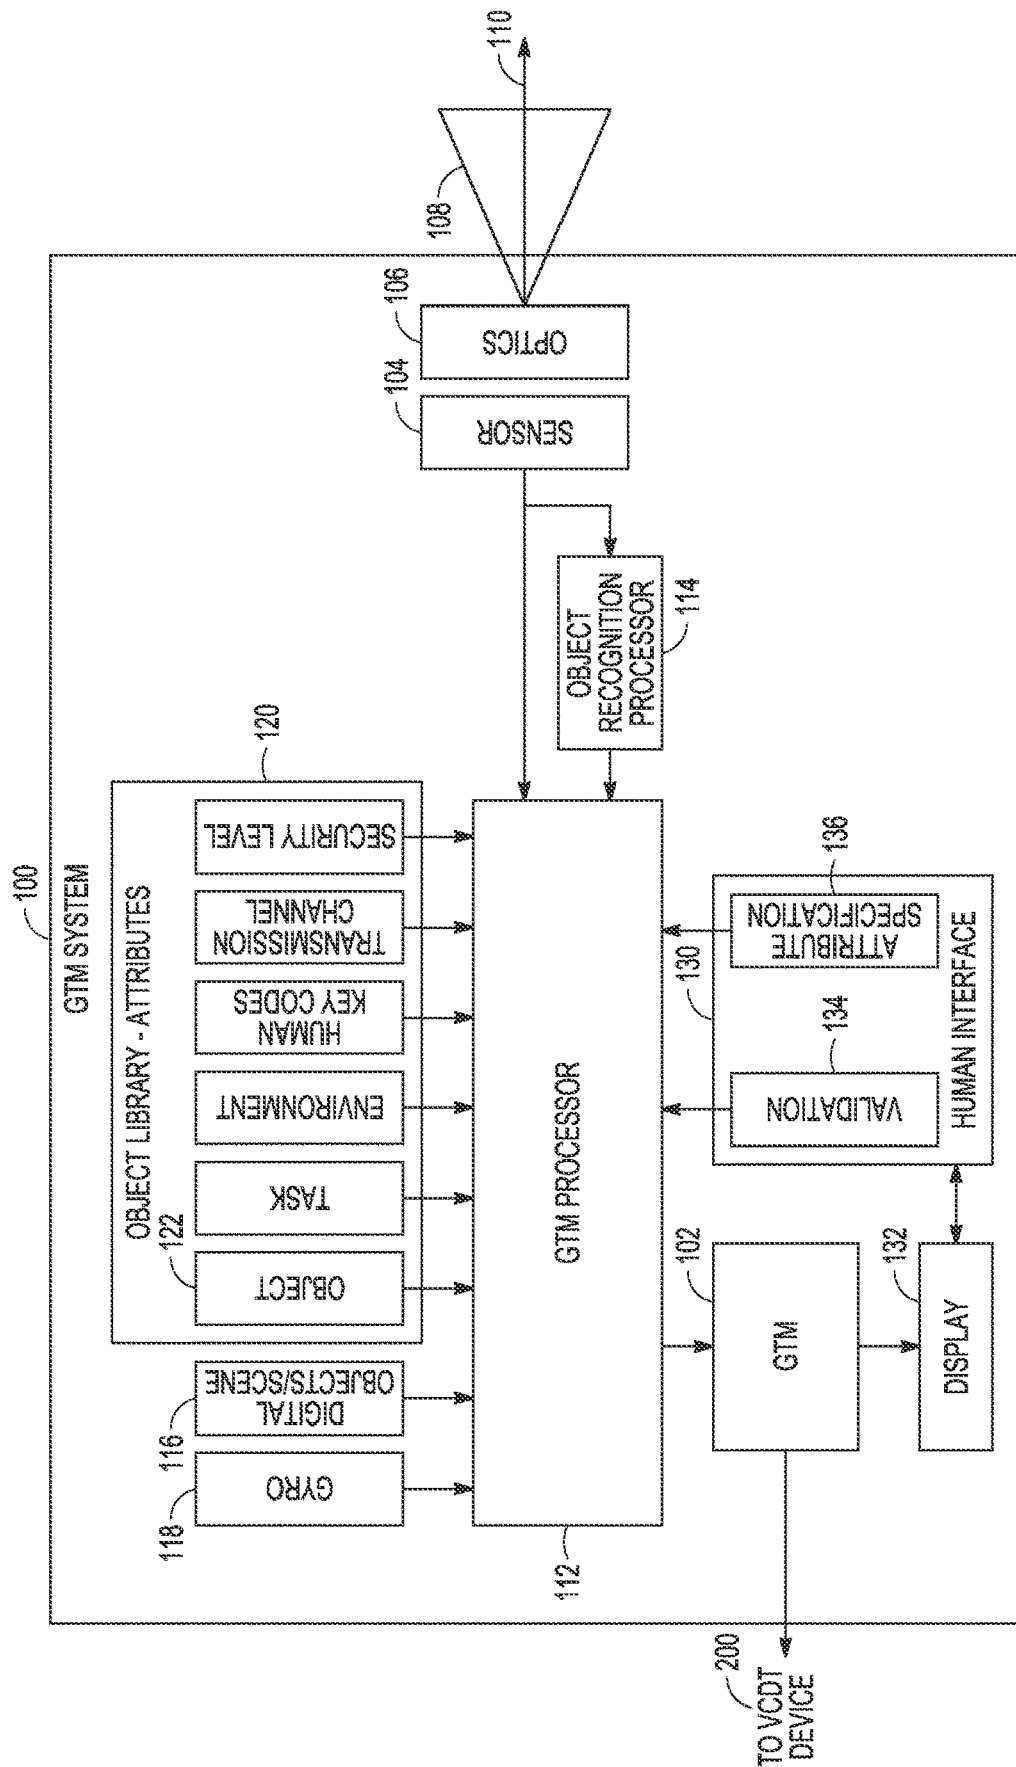 100
GTM SYSTEM
OBJECT LIBRARY - ATTRIBUTES
120
118
GYRO
116
DIGITAL
OBJECTS/SCENE
122
OBJECT
TASK
ENVIRONMENT
HUMAN
KEY CODES
TRANSMISSION
CHANNEL
SECURITY LEVEL
112
GTM PROCESSOR
OBJECT
RECOGNITION
PROCESSOR
114
SENSOR
104
OPTICS
106
108
110
TO VCDT
DEVICE
200
GTM
102
DISPLAY
132
130
VALIDATION
134
ATTRIBUTE
SPECIFICATION
136
HUMAN INTERFACE